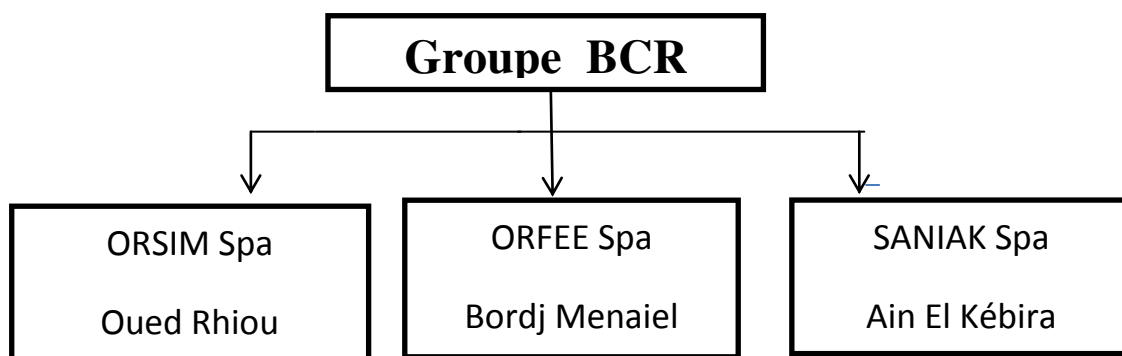 Groupe BCR
ORSIM Spa
Oued Rhiou
ORFEE Spa
Bordj Menaiel
SANIAK Spa
Ain El Kébira